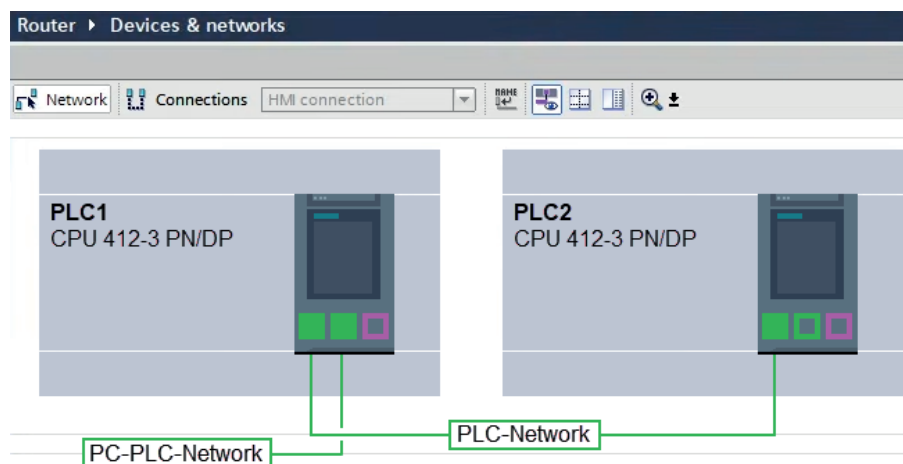 Router ▸ Devices & networks
Network Connections HMI connection NAME
PLC1
CPU 412-3 PN/DP
PLC2
CPU 412-3 PN/DP
PLC-Network
PC-PLC-Network